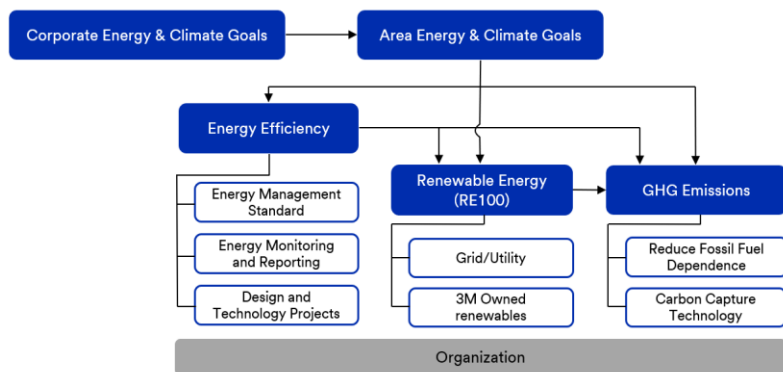 Corporate Energy & Climate Goals
Area Energy & Climate Goals
Energy Efficiency
Renewable Energy
(RE100)
GHG Emissions
Energy Management
Standard
Energy Monitoring
and Reporting
Design and
Technology Projects
Grid/Utility
3M Owned
renewables
Reduce Fossil Fuel
Dependence
Carbon Capture
Technology
Organization